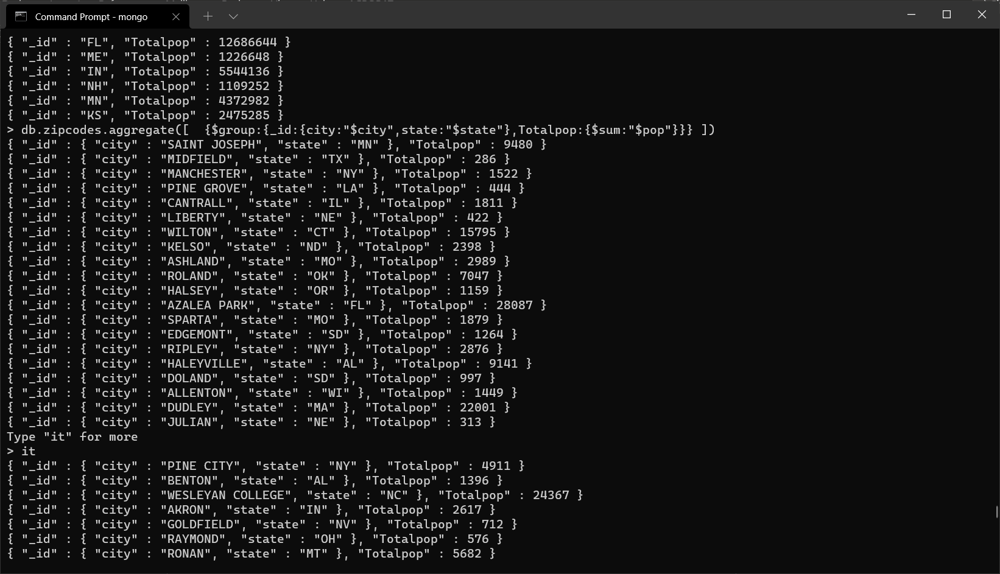 Command Prompt - mongo
{ "_id" : "FL", "Totalpop" : 12686644 }
{ "_id" : "ME", "Totalpop" : 1226648 }
{ "_id" : "IN", "Totalpop" : 5544136 }
{ "_id" : "NH", "Totalpop" : 1109252 }
{ "_id" : "MN", "Totalpop" : 4372982 }
{ "_id" : "KS", "Totalpop" : 2475285 }
> db.zipcodes.aggregate([  {$group:{_id:{city:"$city",state:"$state"},Totalpop:{$sum:"$pop"}}} ])
{ "_id" : { "city" : "SAINT JOSEPH", "state" : "MN" }, "Totalpop" : 9480 }
{ "_id" : { "city" : "MIDFIELD", "state" : "TX" }, "Totalpop" : 286 }
{ "_id" : { "city" : "MANCHESTER", "state" : "NY" }, "Totalpop" : 1522 }
{ "_id" : { "city" : "PINE GROVE", "state" : "LA" }, "Totalpop" : 444 }
{ "_id" : { "city" : "CANTRALL", "state" : "IL" }, "Totalpop" : 1811 }
{ "_id" : { "city" : "LIBERTY", "state" : "NE" }, "Totalpop" : 422 }
{ "_id" : { "city" : "WILTON", "state" : "CT" }, "Totalpop" : 15795 }
{ "_id" : { "city" : "KELSO", "state" : "ND" }, "Totalpop" : 2398 }
{ "_id" : { "city" : "ASHLAND", "state" : "MO" }, "Totalpop" : 2989 }
{ "_id" : { "city" : "ROLAND", "state" : "OK" }, "Totalpop" : 7047 }
{ "_id" : { "city" : "HALSEY", "state" : "OR" }, "Totalpop" : 1159 }
{ "_id" : { "city" : "AZALEA PARK", "state" : "FL" }, "Totalpop" : 28087 }
{ "_id" : { "city" : "SPARTA", "state" : "MO" }, "Totalpop" : 1879 }
{ "_id" : { "city" : "EDGEMONT", "state" : "SD" }, "Totalpop" : 1264 }
{ "_id" : { "city" : "RIPLEY", "state" : "NY" }, "Totalpop" : 2876 }
{ "_id" : { "city" : "HALEYVILLE", "state" : "AL" }, "Totalpop" : 9141 }
{ "_id" : { "city" : "DOLAND", "state" : "SD" }, "Totalpop" : 997 }
{ "_id" : { "city" : "ALLENTON", "state" : "WI" }, "Totalpop" : 1449 }
{ "_id" : { "city" : "DUDLEY", "state" : "MA" }, "Totalpop" : 22001 }
{ "_id" : { "city" : "JULIAN", "state" : "NE" }, "Totalpop" : 313 }
Type "it" for more
> it
{ "_id" : { "city" : "PINE CITY", "state" : "NY" }, "Totalpop" : 4911 }
{ "_id" : { "city" : "BENTON", "state" : "AL" }, "Totalpop" : 1396 }
{ "_id" : { "city" : "WESLEYAN COLLEGE", "state" : "NC" }, "Totalpop" : 24367 }
{ "_id" : { "city" : "AKRON", "state" : "IN" }, "Totalpop" : 2617 }
{ "_id" : { "city" : "GOLDFIELD", "state" : "NV" }, "Totalpop" : 712 }
{ "_id" : { "city" : "RAYMOND", "state" : "OH" }, "Totalpop" : 576 }
{ "_id" : { "city" : "RONAN", "state" : "MT" }, "Totalpop" : 5682 }